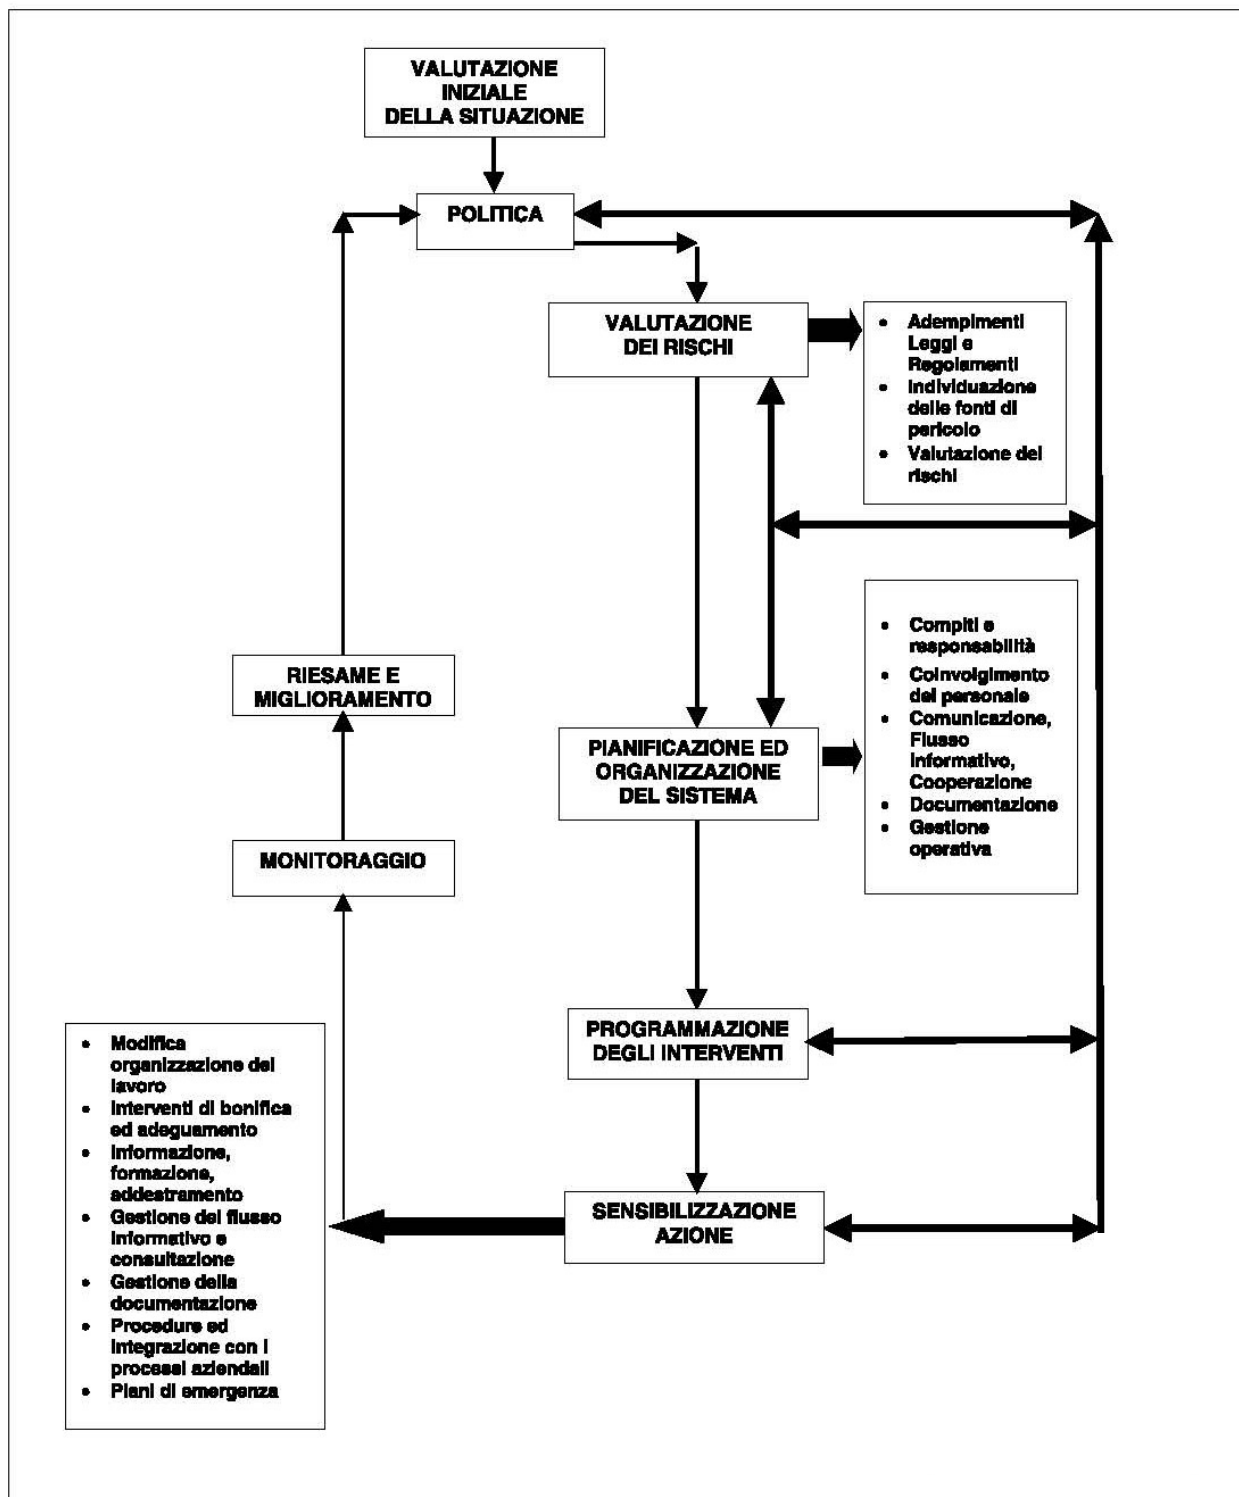 VALUTAZIONE
INIZIALE
DELLA SITUAZIONE
POLITICA
VALUTAZIONE
DEI RISCHI
• Adempimenti
Leggi e
Regolamenti
• Individuazione
delle fonti di
pericolo
• Valutazione dei
rischi
• Compiti e
responsabilità
• Coinvolgimento
del personale
• Comunicazione,
Flusso
Informativo,
Cooperazione
• Documentazione
• Gestione
operativa
RIESAME E
MIGLIORAMENTO
PIANIFICAZIONE ED
ORGANIZZAZIONE
DEL SISTEMA
MONITORAGGIO
PROGRAMMAZIONE
DEGLI INTERVENTI
SENSIBILIZZAZIONE
AZIONE
• Modifica
organizzazione del
lavoro
• Interventi di bonifica
ed adeguamento
• Informazione,
formazione,
addestramento
• Gestione del flusso
informativo e
consultazione
• Gestione della
documentazione
• Procedure ed
integrazione con i
processi aziendali
• Piani di emergenza